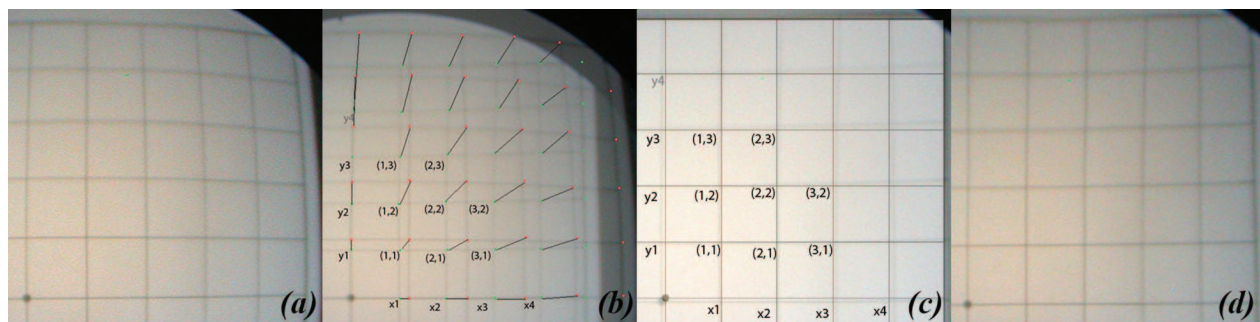 y4
y3 (1,3) (2,3)
y2 (1,2) (2,2) (3,2)
y1 (1,1) (2,1) (3,1)
x1 x2 x3 x4
y4
y3 (1,3) (2,3)
y2 (1,2) (2,2) (3,2)
y1 (1,1) (2,1) (3,1)
x1 x2 x3 x4
(a) (b) (c) (d)